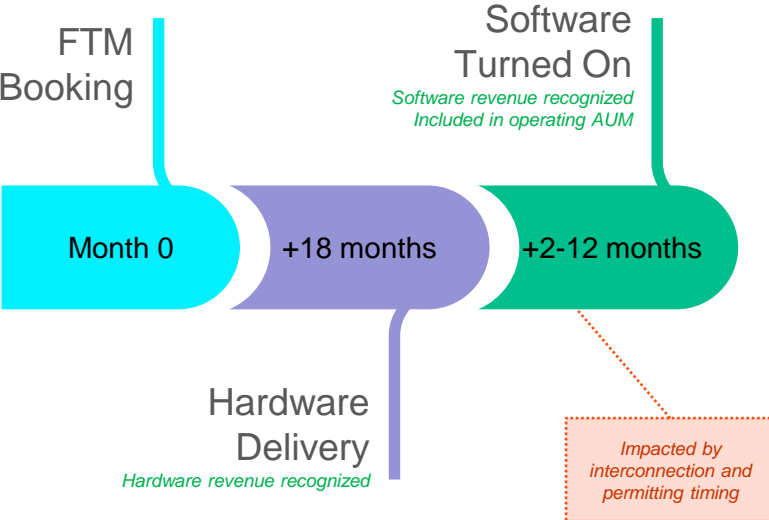 FTM
Booking
Software
Turned On
Software revenue recognized
Included in operating AUM
Month 0
+18 months
+2-12 months
Hardware
Delivery
Hardware revenue recognized
Impacted by
interconnection and
permitting timing